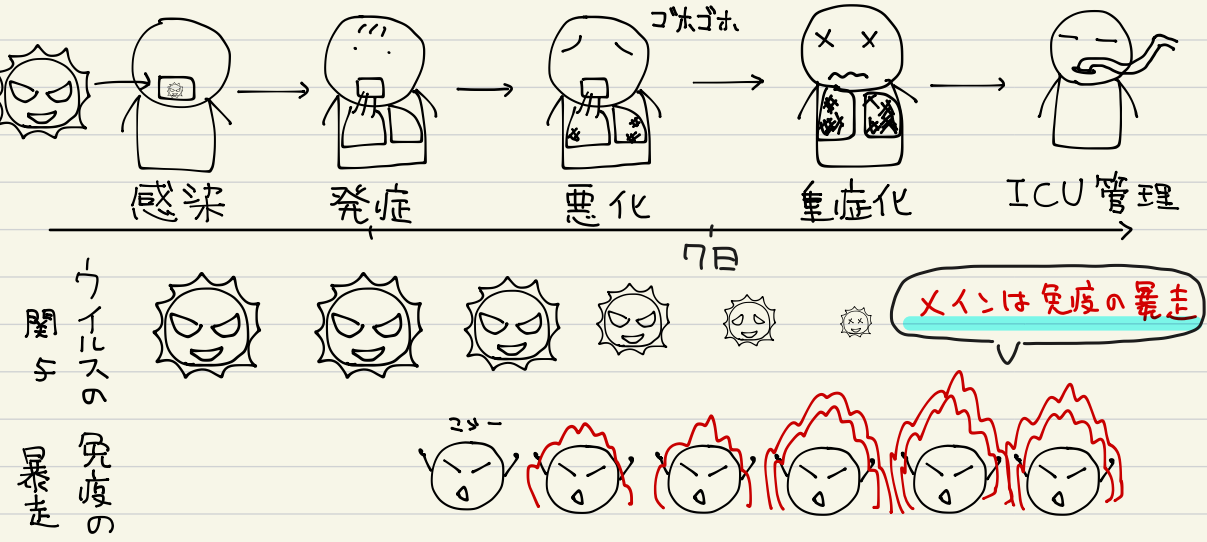 ゴホゴホ
感染
発症
悪化
重症化
ICU管理
7日
ウイルスの
関与
メインは免疫の暴走
コラー
免疫の
暴走